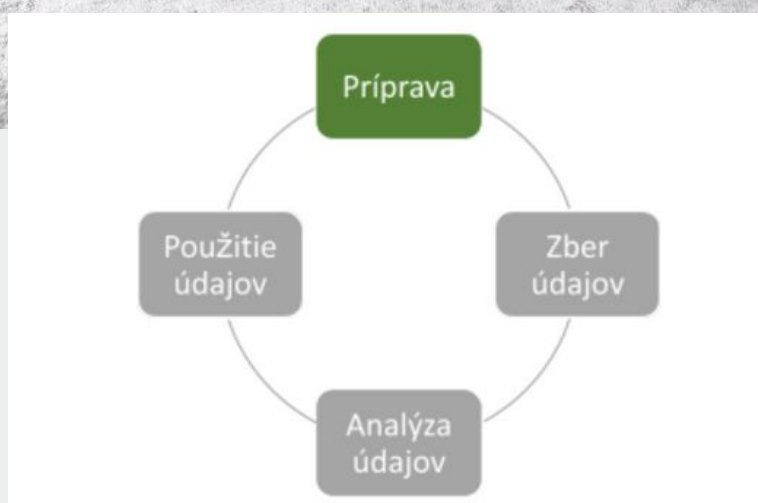 Príprava
Zber
údajov
Analýza
údajov
Použitie
údajov